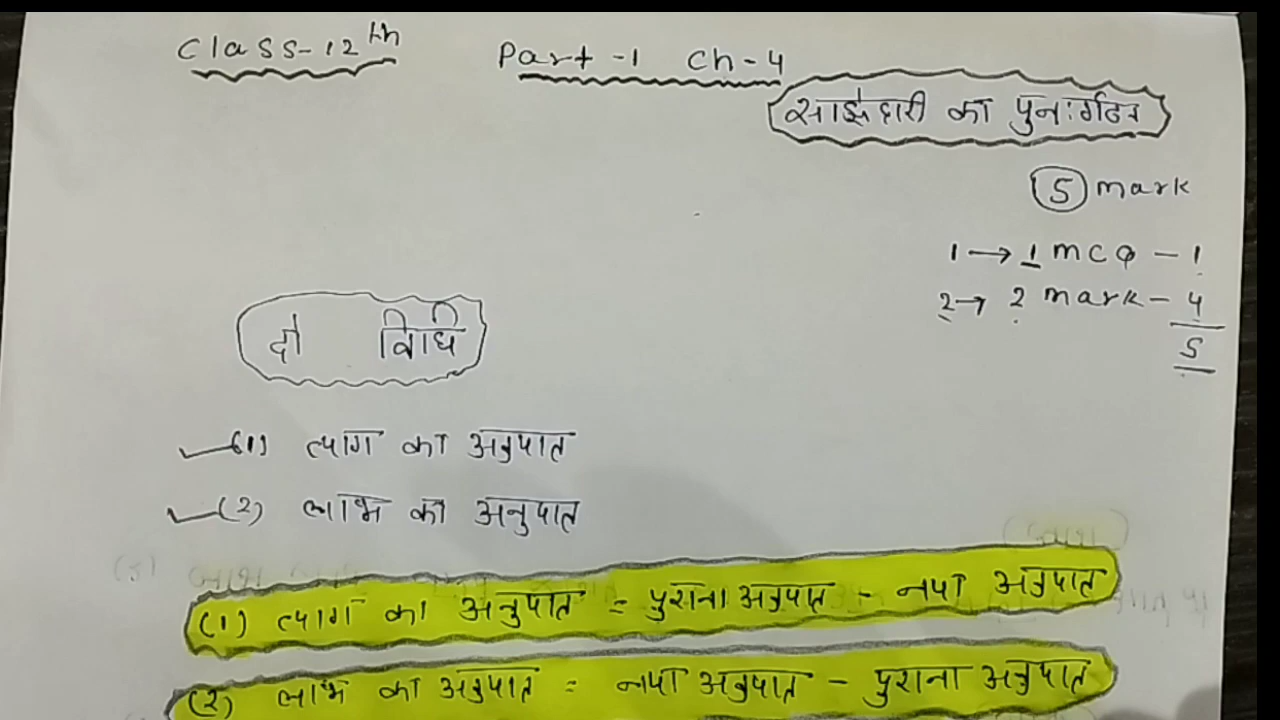 Class-12th Part-1 Ch-4
साझेदारी का पुनःर्गठन
5 mark
1→ 1 mcq - 1
2→ 2 mark - 4
5
दो विधि
(1) त्याग का अनुपात
(2) लाभ का अनुपात
(1) त्याग का अनुपात = पुराना अनुपात - नया अनुपात
(2) लाभ का अनुपात = नया अनुपात - पुराना अनुपात